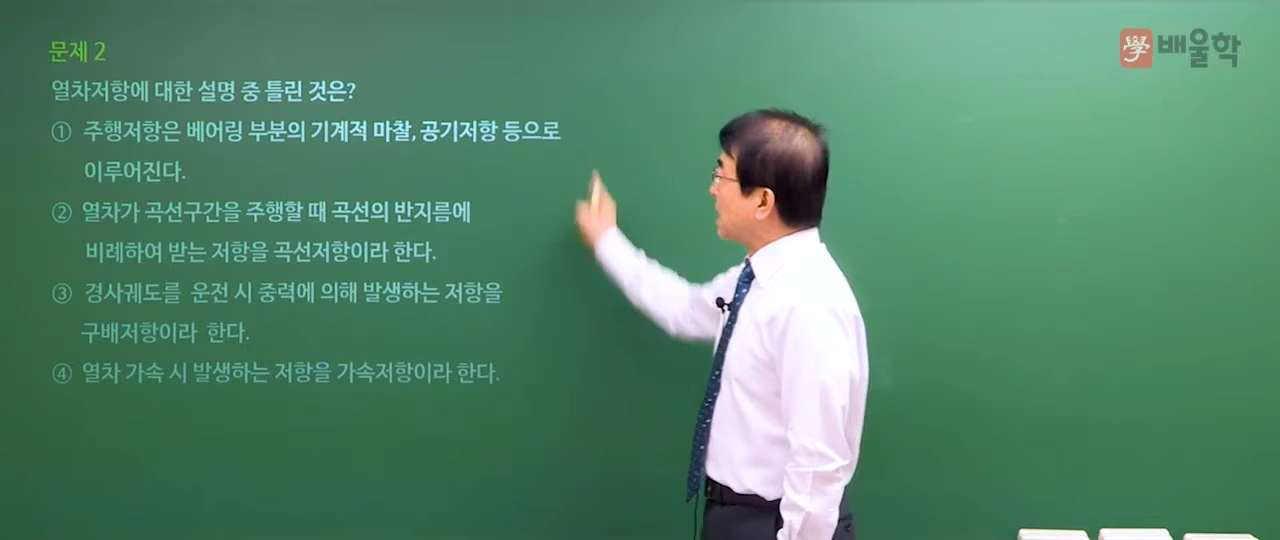 문제 2
學 배울학
열차저항에 대한 설명 중 틀린 것은?
① 주행저항은 베어링 부분의 기계적 마찰, 공기저항 등으로
이루어진다.
② 열차가 곡선구간을 주행할 때 곡선의 반지름에
비례하여 받는 저항을 곡선저항이라 한다.
③ 경사궤도를 운전 시 중력에 의해 발생하는 저항을
구배저항이라 한다.
④ 열차 가속 시 발생하는 저항을 가속저항이라 한다.